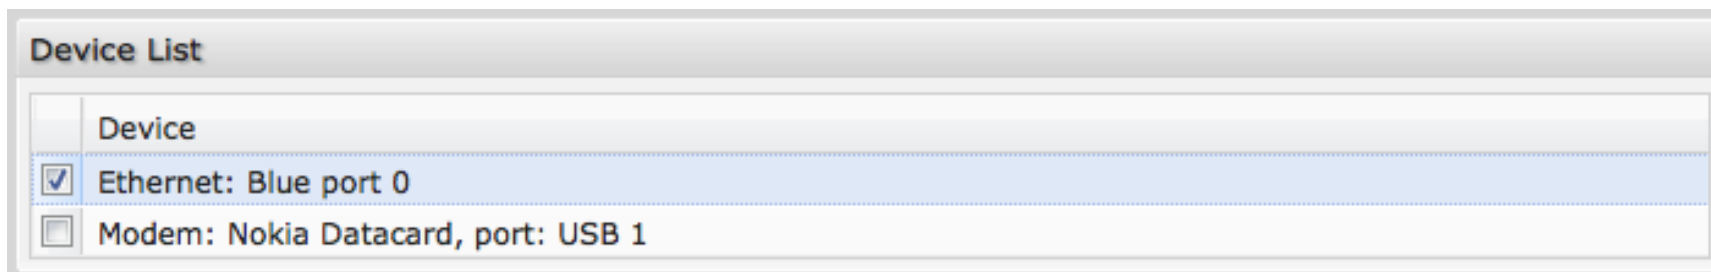 Device List
Device
Ethernet: Blue port 0
Modem: Nokia Datacard, port: USB 1